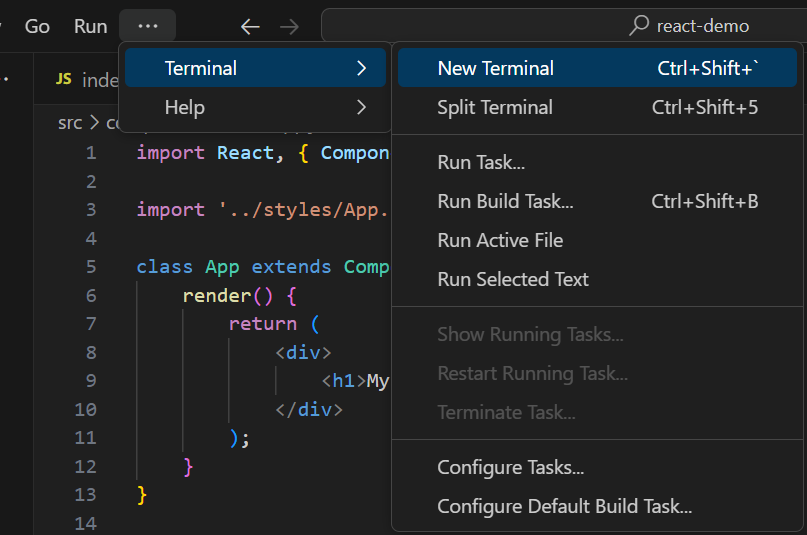 Go Run ··· ← → react-demo
Terminal >
Help >
New Terminal Ctrl+Shift+`
Split Terminal Ctrl+Shift+5
Run Task...
Run Build Task... Ctrl+Shift+B
Run Active File
Run Selected Text
Show Running Tasks...
Restart Running Task...
Terminate Task...
Configure Tasks...
Configure Default Build Task...
JS inde
src > c
1 import React, { Compon
2
3 import '../styles/App.
4
5 class App extends Comp
6 render() {
7 return (
8 <div>
9 <h1>My
10 </div>
11 );
12 }
13 }
14